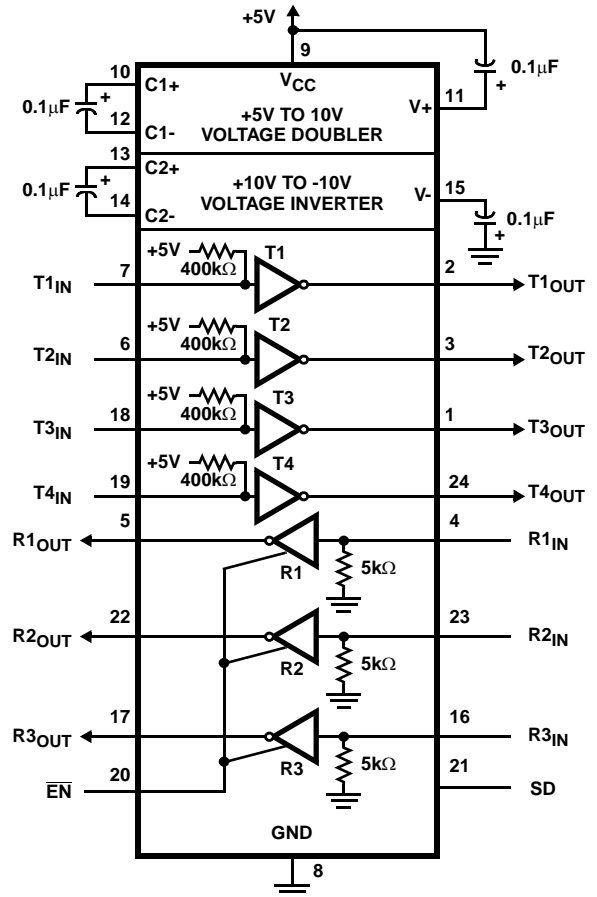 +5V
9
VCC
10
C1+
0.1µF
+
12
C1-
+5V TO 10V
VOLTAGE DOUBLER
V+
11
0.1µF
+
13
C2+
0.1µF
+
14
C2-
+10V TO -10V
VOLTAGE INVERTER
V-
15
0.1µF
+
T1IN
7
+5V
400kΩ
T1
2
T1OUT
T2IN
6
+5V
400kΩ
T2
3
T2OUT
T3IN
18
+5V
400kΩ
T3
1
T3OUT
T4IN
19
+5V
400kΩ
T4
24
T4OUT
R1OUT
5
R1
5kΩ
4
R1IN
R2OUT
22
R2
5kΩ
23
R2IN
R3OUT
17
R3
5kΩ
16
R3IN
E̅N̅
20
21
SD
GND
8